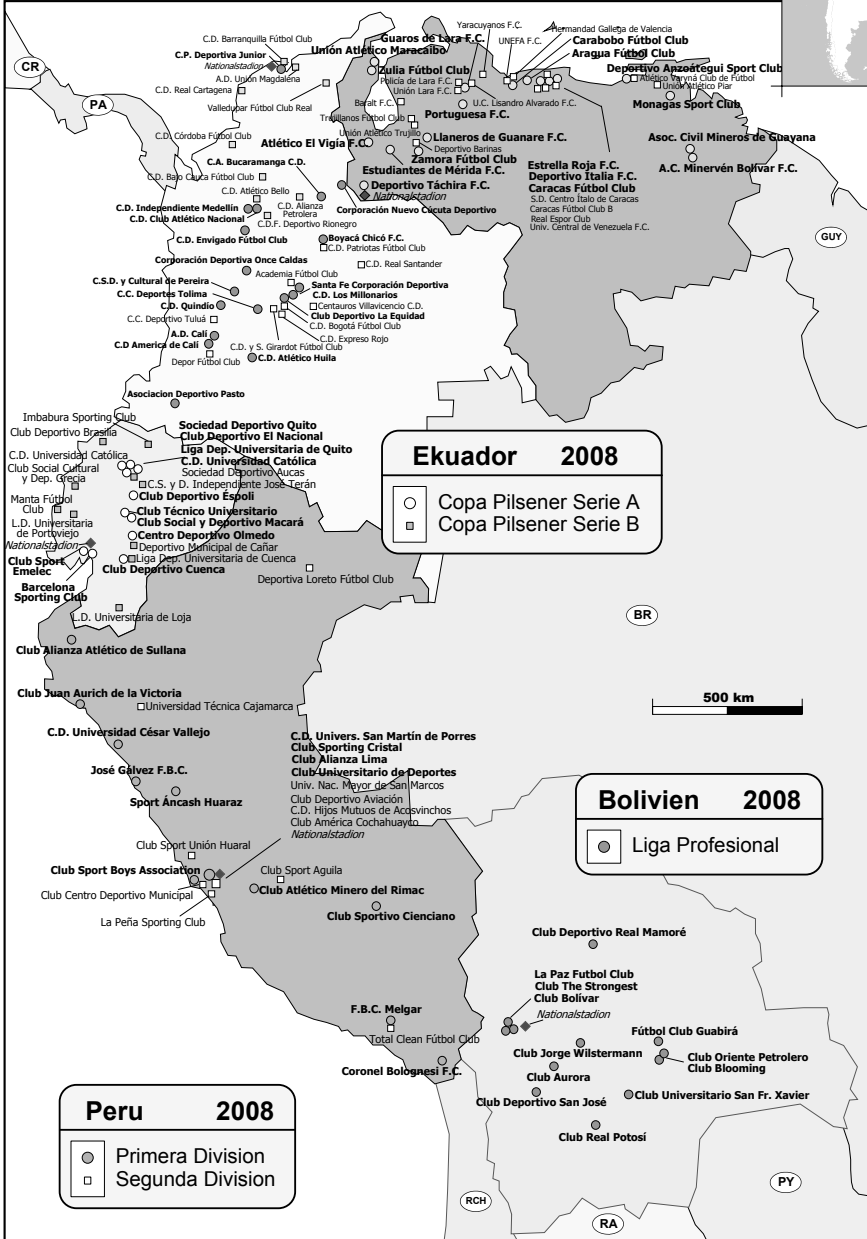 CR
PA
GUY
BR
RCH
RA
PY
C.D. Barranquilla Fútbol Club
C.P. Deportiva Junior
Nationalstadion
A.D. Unión Magdalena
C.D. Real Cartagena
Valledupar Fútbol Club Real
C.D. Córdoba Fútbol Club
C.A. Bucaramanga C.D.
C.D. Bajo Cauca Fútbol Club
C.D. Atlético Bello
C.D. Independiente Medellín
C.D. Club Atlético Nacional
C.D. Alianza
Petrolera
C.D.F. Deportivo Rionegro
C.D. Envigado Fútbol Club
Corporación Nuevo Cúcuta Deportivo
Boyacá Chicó F.C.
C.D. Patriotas Fútbol Club
C.D. Real Santander
Corporación Deportiva Once Caldas
Academia Fútbol Club
C.S.D. y Cultural de Pereira
Santa Fe Corporación Deportiva
C.D. Los Millonarios
C.C. Deportes Tolima
Centauros Villavicencio C.D.
C.D. Quindío
Club Deportivo La Equidad
C.C. Deportivo Tuluá
C.D. Bogotá Fútbol Club
C.D. Expreso Rojo
A.D. Calí
C.D America de Calí
C.D. y S. Girardot Fútbol Club
Depor Fútbol Club
C.D. Atlético Huila
Asociacion Deportivo Pasto
Guaros de Lara F.C.
Unión Atlético Maracaibo
Zulia Fútbol Club
Policía de Lara F.C.
Unión Lara F.C.
Yaracuyanos F.C.
UNEFA F.C.
Hermandad Gallega de Valencia
Carabobo Fútbol Club
Aragua Fútbol Club
Deportivo Anzoátegui Sport Club
Atlético Varyná Club de Fútbol
Unión Atlético Piar
Monagas Sport Club
Baralt F.C.
U.C. Lisandro Alvarado F.C.
Portuguesa F.C.
Trujillanos Fútbol Club
Unión Atlético Trujillo
Atlético El Vigía F.C.
Llaneros de Guanare F.C.
Deportivo Barinas
Zamora Fútbol Club
Estudiantes de Mérida F.C.
Deportivo Táchira F.C.
Nationalstadion
Asoc. Civil Mineros de Guayana
A.C. Minervén Bolívar F.C.
Estrella Roja F.C.
Deportivo Italia F.C.
Caracas Fútbol Club
S.D. Centro Ítalo de Caracas
Caracas Fútbol Club B
Real Espor Club
Univ. Central de Venezuela F.C.
Imbabura Sporting Club
Club Deportivo Brasilia
Sociedad Deportivo Quito
Club Deportivo El Nacional
Liga Dep. Universitaria de Quito
C.D. Universidad Católica
Sociedad Deportivo Aucas
C.S. y D. Independiente José Terán
C.D. Universidad Católica
Club Social Cultural
y Dep. Grecia
Club Deportivo Éspoli
Manta Fútbol
Club
Club Técnico Universitario
Club Social y Deportivo Macará
L.D. Universitaria
de Portoviejo
Centro Deportivo Olmedo
Nationalstadion
Deportivo Municipal de Cañar
Liga Dep. Universitaria de Cuenca
Club Sport
Emelec
Club Deportivo Cuenca
Barcelona
Sporting Club
L.D. Universitaria de Loja
Ekuador 2008
Copa Pilsener Serie A
Copa Pilsener Serie B
500 km
Deportiva Loreto Fútbol Club
Club Alianza Atlético de Sullana
Club Juan Aurich de la Victoria
Universidad Técnica Cajamarca
C.D. Universidad César Vallejo
José Gálvez F.B.C.
Sport Áncash Huaraz
C.D. Univers. San Martín de Porres
Club Sporting Cristal
Club Alianza Lima
Club Universitario de Deportes
Univ. Nac. Mayor de San Marcos
Club Deportivo Aviación
C.D. Hijos Mutuos de Acosvinchos
Club América Cochahuayco
Nationalstadion
Club Sport Unión Huaral
Club Sport Boys Association
Club Sport Aguila
Club Centro Deportivo Municipal
Club Atlético Minero del Rimac
La Peña Sporting Club
Club Sportivo Cienciano
F.B.C. Melgar
Total Clean Fútbol Club
Coronel Bolognesi F.C.
Bolivien 2008
Liga Profesional
Club Deportivo Real Mamoré
La Paz Futbol Club
Club The Strongest
Club Bolívar
Nationalstadion
Fútbol Club Guabirá
Club Jorge Wilstermann
Club Oriente Petrolero
Club Blooming
Club Aurora
Club Deportivo San José
Club Universitario San Fr. Xavier
Club Real Potosí
Peru 2008
Primera Division
Segunda Division